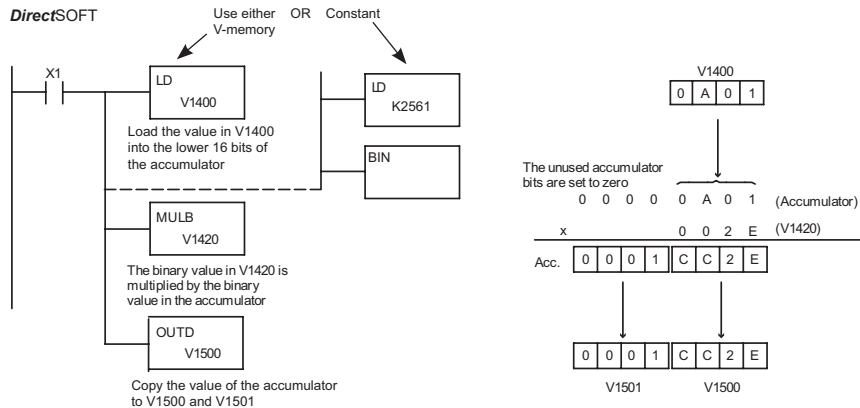 DirectSOFT
Use either OR Constant
V-memory
X1
LD
V1400
Load the value in V1400
into the lower 16 bits of
the accumulator
LD
K2561
BIN
MULB
V1420
The binary value in V1420 is
multiplied by the binary
value in the accumulator
OUTD
V1500
Copy the value of the accumulator
to V1500 and V1501
V1400
0 A 0 1
The unused accumulator
bits are set to zero
0 0 0 0 0 A 0 1 (Accumulator)
x 0 0 2 E (V1420)
Acc. 0 0 0 1 C C 2 E
0 0 0 1 C C 2 E
V1501 V1500